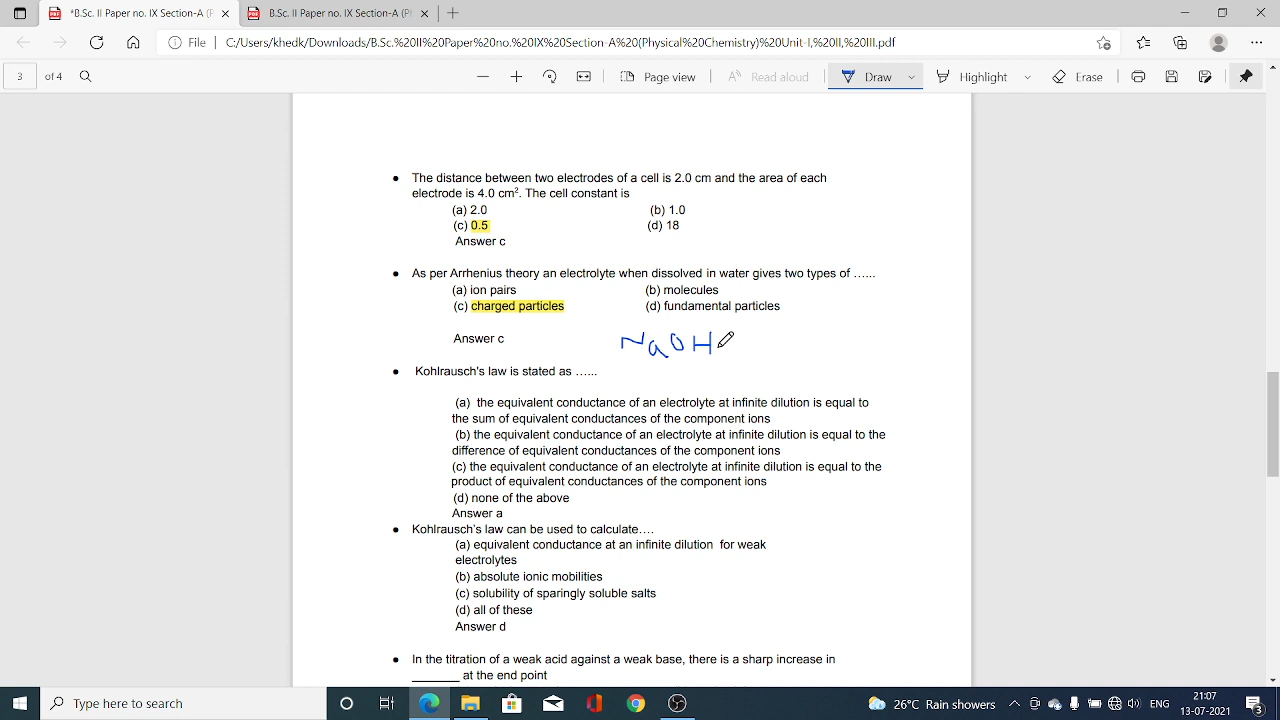 *B.Sc. II Paper no. IX Section-A (P
B.Sc. II Paper no. IX Section-A (P
File | C:/Users/khedk/Downloads/B.Sc.%20II%20Paper%20no.%20IX%20Section-A%20(Physical%20Chemistry)%20Unit-I,%20II,%20III.pdf
3 of 4 Page view Read aloud Draw Highlight Erase
• The distance between two electrodes of a cell is 2.0 cm and the area of each
electrode is 4.0 cm². The cell constant is
(a) 2.0 (b) 1.0
(c) 0.5 (d) 18
Answer c
• As per Arrhenius theory an electrolyte when dissolved in water gives two types of …...
(a) ion pairs (b) molecules
(c) charged particles (d) fundamental particles
Answer c NaOH
• Kohlrausch's law is stated as …...
(a) the equivalent conductance of an electrolyte at infinite dilution is equal to
the sum of equivalent conductances of the component ions
(b) the equivalent conductance of an electrolyte at infinite dilution is equal to the
difference of equivalent conductances of the component ions
(c) the equivalent conductance of an electrolyte at infinite dilution is equal to the
product of equivalent conductances of the component ions
(d) none of the above
Answer a
• Kohlrausch's law can be used to calculate….
(a) equivalent conductance at an infinite dilution for weak
electrolytes
(b) absolute ionic mobilities
(c) solubility of sparingly soluble salts
(d) all of these
Answer d
• In the titration of a weak acid against a weak base, there is a sharp increase in
_______ at the end point
Type here to search 26°C Rain showers ENG 21:07
13-07-2021